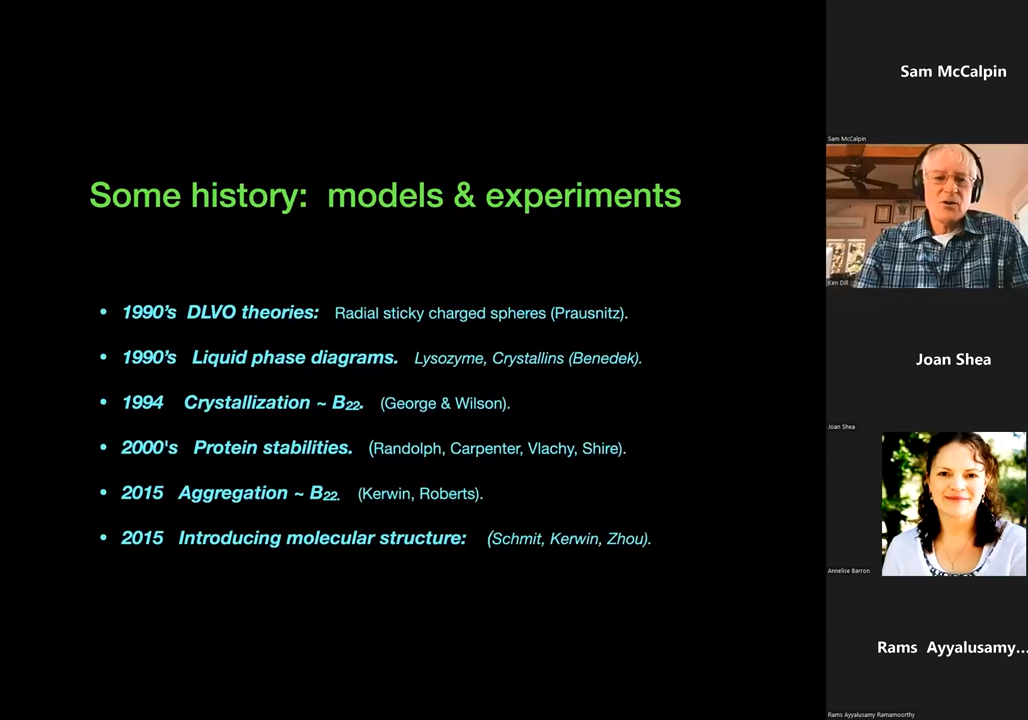 Some history:  models & experiments
• 1990's  DLVO theories:   Radial sticky charged spheres (Prausnitz).
• 1990's   Liquid phase diagrams.   Lysozyme, Crystallins (Benedek).
• 1994    Crystallization ~ B22.   (George & Wilson).
• 2000's   Protein stabilities.   (Randolph, Carpenter, Vlachy, Shire).
• 2015   Aggregation ~ B22.   (Kerwin, Roberts).
• 2015   Introducing molecular structure:    (Schmit, Kerwin, Zhou).
Sam McCalpin
Sam McCalpin
Ken Dill
Joan Shea
Joan Shea
Annelise Barron
Rams  Ayyalusamy...
Rams Ayyalusamy Ramamoorthy